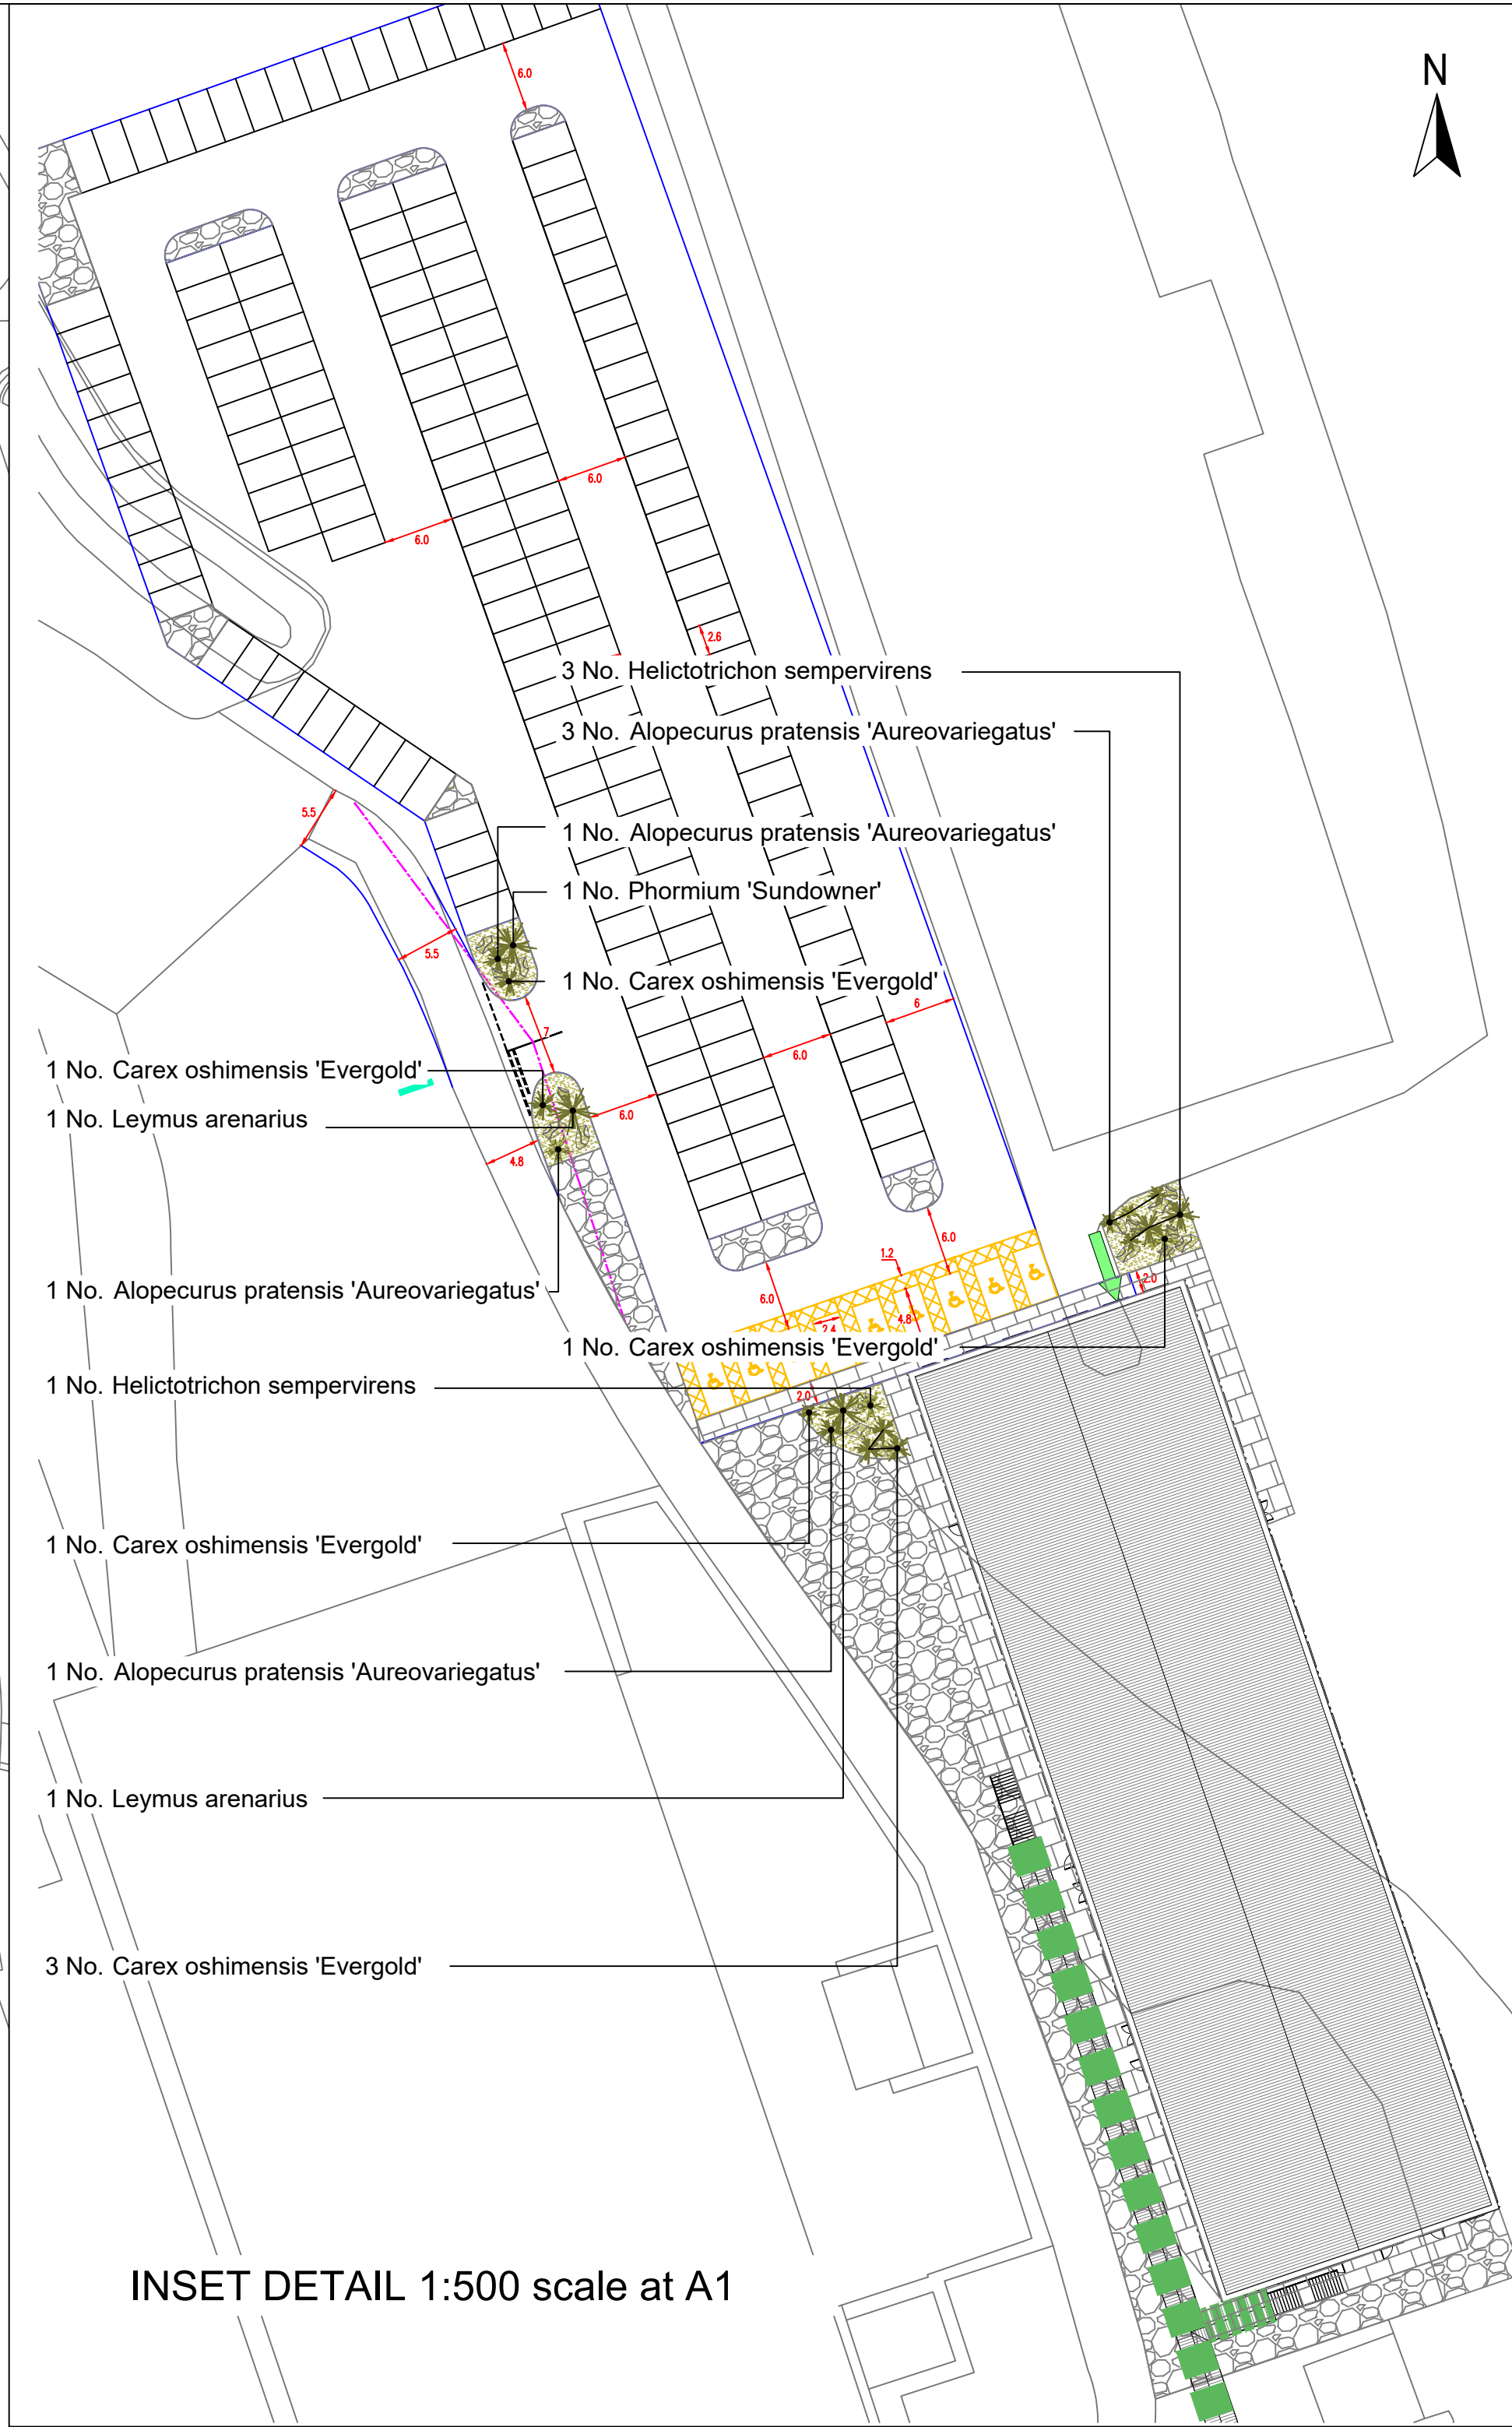 N
6.0
6.0
6.0
2.6
3 No. Helictotrichon sempervirens
3 No. Alopecurus pratensis 'Aureovariegatus'
5.5
1 No. Alopecurus pratensis 'Aureovariegatus'
1 No. Phormium 'Sundowner'
5.5
1 No. Carex oshimensis 'Evergold'
6
7
6.0
1 No. Carex oshimensis 'Evergold'
1 No. Leymus arenarius
6.0
4.8
6.0
1.2
2.0
1 No. Alopecurus pratensis 'Aureovariegatus'
6.0
4.8
2.4
1 No. Carex oshimensis 'Evergold'
1 No. Helictotrichon sempervirens
2.0
1 No. Carex oshimensis 'Evergold'
1 No. Alopecurus pratensis 'Aureovariegatus'
1 No. Leymus arenarius
3 No. Carex oshimensis 'Evergold'
INSET DETAIL 1:500 scale at A1